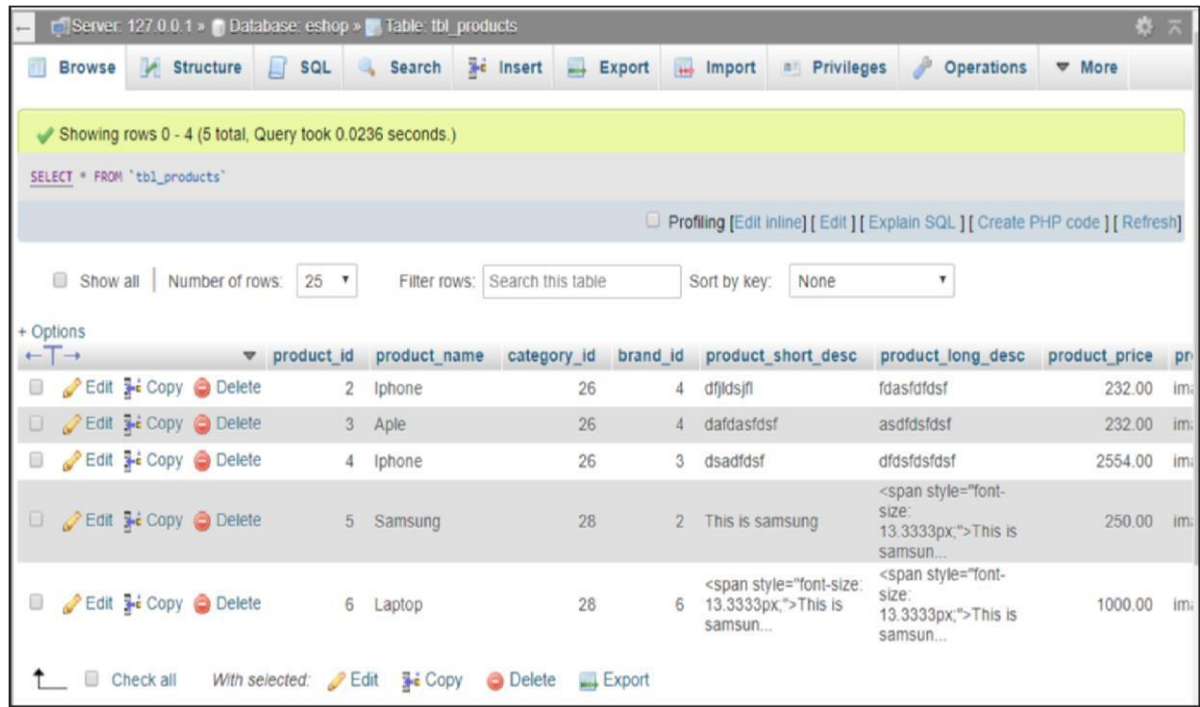 Server: 127.0.0.1 » Database: eshop » Table: tbl_products
Browse Structure SQL Search Insert Export Import Privileges Operations More
Showing rows 0 - 4 (5 total, Query took 0.0236 seconds.)
SELECT * FROM `tbl_products`
Profiling [Edit inline] [ Edit ] [ Explain SQL ] [ Create PHP code ] [ Refresh]
Show all | Number of rows: 25 Filter rows: Search this table Sort by key: None
+ Options
←T→ product_id product_name category_id brand_id product_short_desc product_long_desc product_price pr
Edit Copy Delete 2 Iphone 26 4 dfjldsjfl fdasfdfdsf 232.00 im
Edit Copy Delete 3 Aple 26 4 dafdasfdsf asdfdsfdsf 232.00 im
Edit Copy Delete 4 Iphone 26 3 dsadfdsf dfdsfdsfdsf 2554.00 im
Edit Copy Delete 5 Samsung 28 2 This is samsung <span style="font-size: 13.3333px;">This is samsun... 250.00 im
Edit Copy Delete 6 Laptop 28 6 <span style="font-size: 13.3333px;">This is samsun... <span style="font-size: 13.3333px;">This is samsun... 1000.00 im
Check all With selected: Edit Copy Delete Export